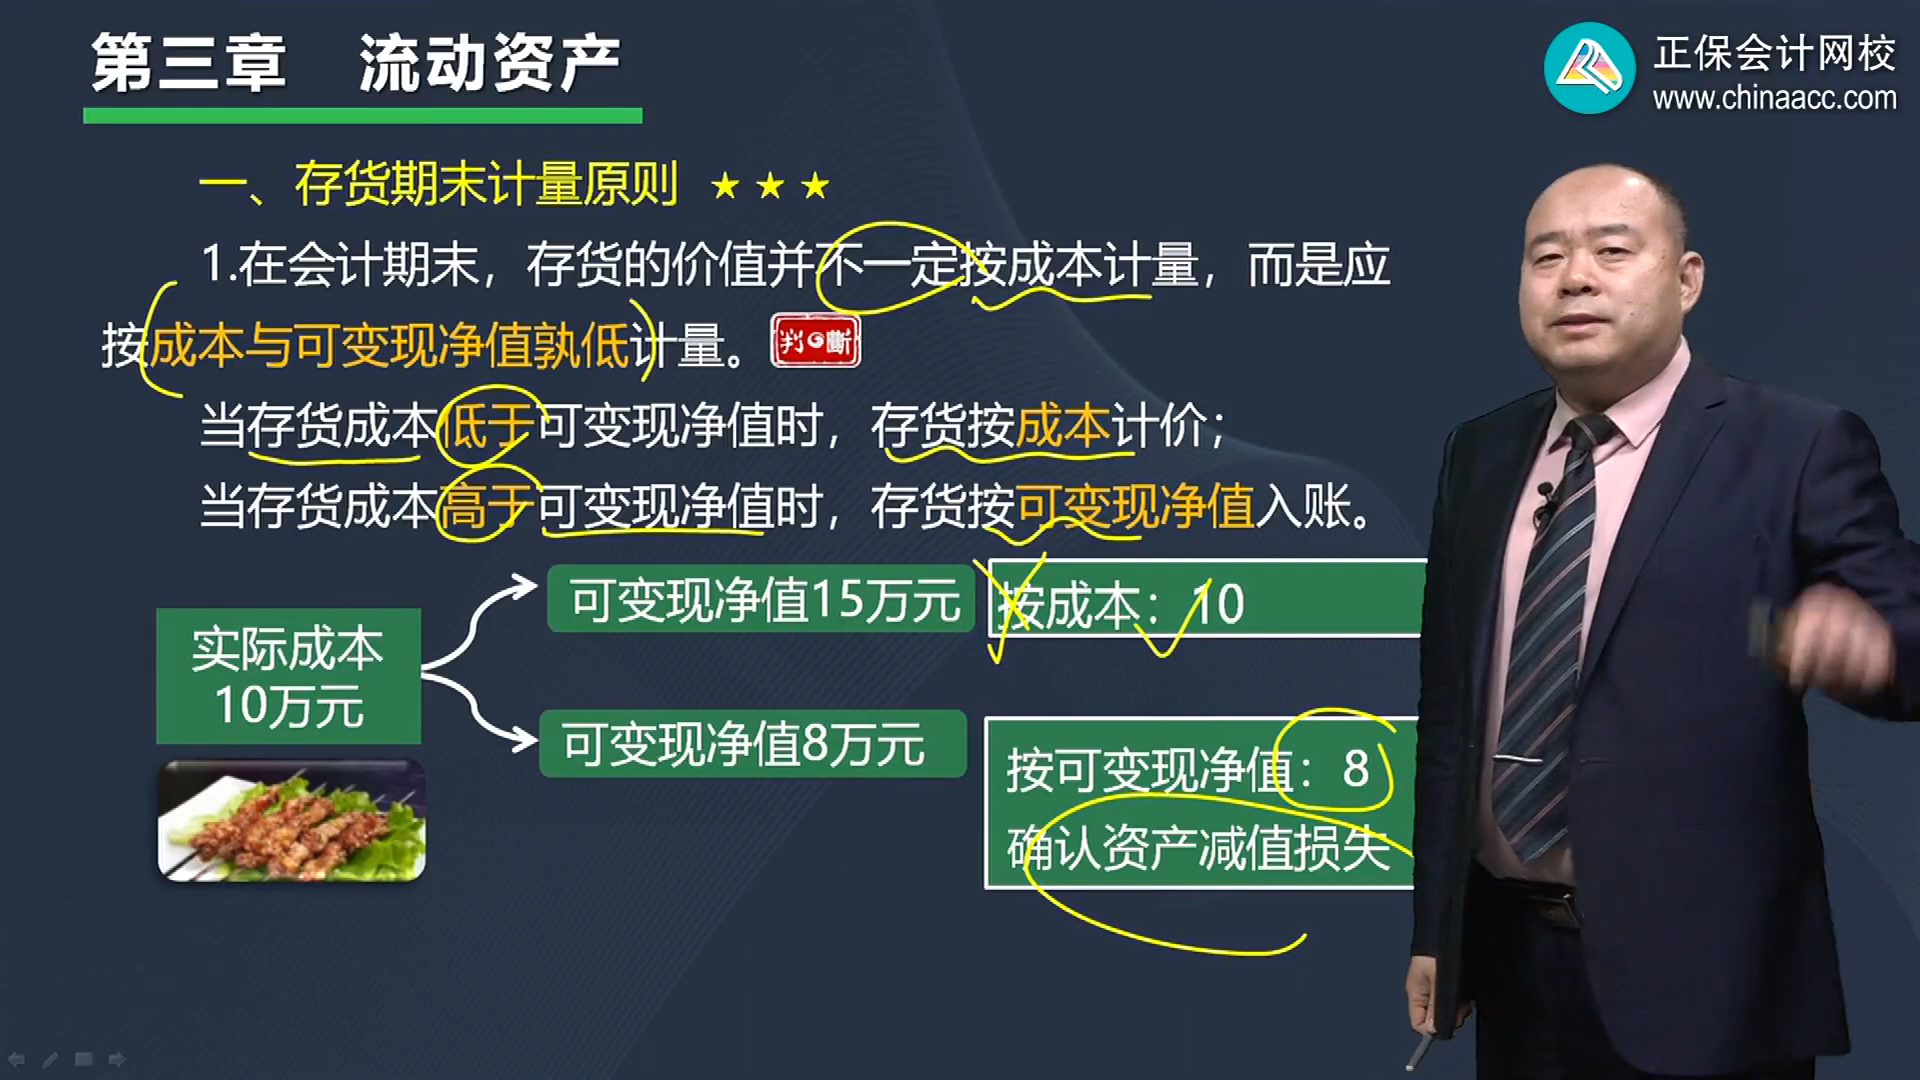 第三章 流动资产
正保会计网校
www.chinaacc.com
一、存货期末计量原则 ★★★
1.在会计期末，存货的价值并不一定按成本计量，而是应
按成本与可变现净值孰低计量。 判断
当存货成本低于可变现净值时，存货按成本计价；
当存货成本高于可变现净值时，存货按可变现净值入账。
实际成本
10万元
可变现净值15万元
按成本：10
可变现净值8万元
按可变现净值：8
确认资产减值损失